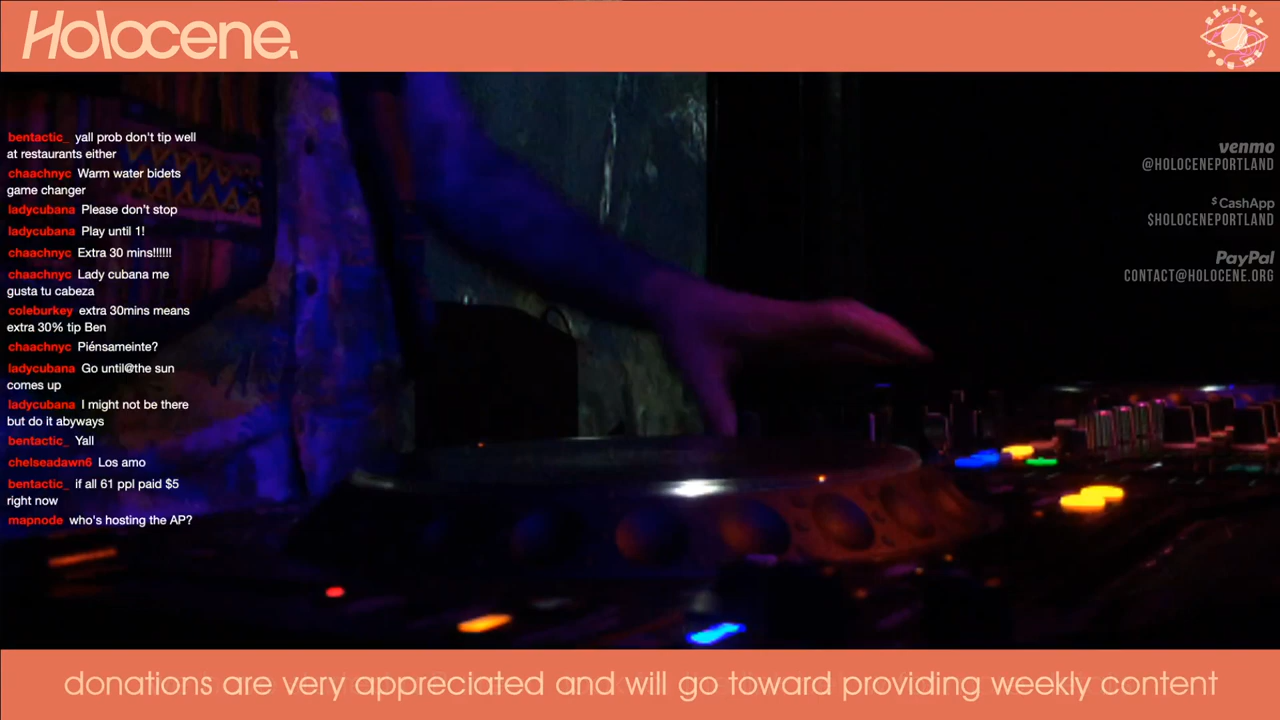 Holocene.
BELIEVE
bentactic_ yall prob don't tip well
at restaurants either
chaachnyc Warm water bidets
game changer
ladycubana Please don't stop
ladycubana Play until 1!
chaachnyc Extra 30 mins!!!!!!
chaachnyc Lady cubana me
gusta tu cabeza
coleburkey extra 30mins means
extra 30% tip Ben
chaachnyc Piénsameinte?
ladycubana Go until@the sun
comes up
ladycubana I might not be there
but do it abyways
bentactic_ Yall
chelseadawn6 Los amo
bentactic_ if all 61 ppl paid $5
right now
mapnode who's hosting the AP?
venmo
@HOLOCENEPORTLAND
$CashApp
$HOLOCENEPORTLAND
PayPal
CONTACT@HOLOCENE.ORG
donations are very appreciated and will go toward providing weekly content